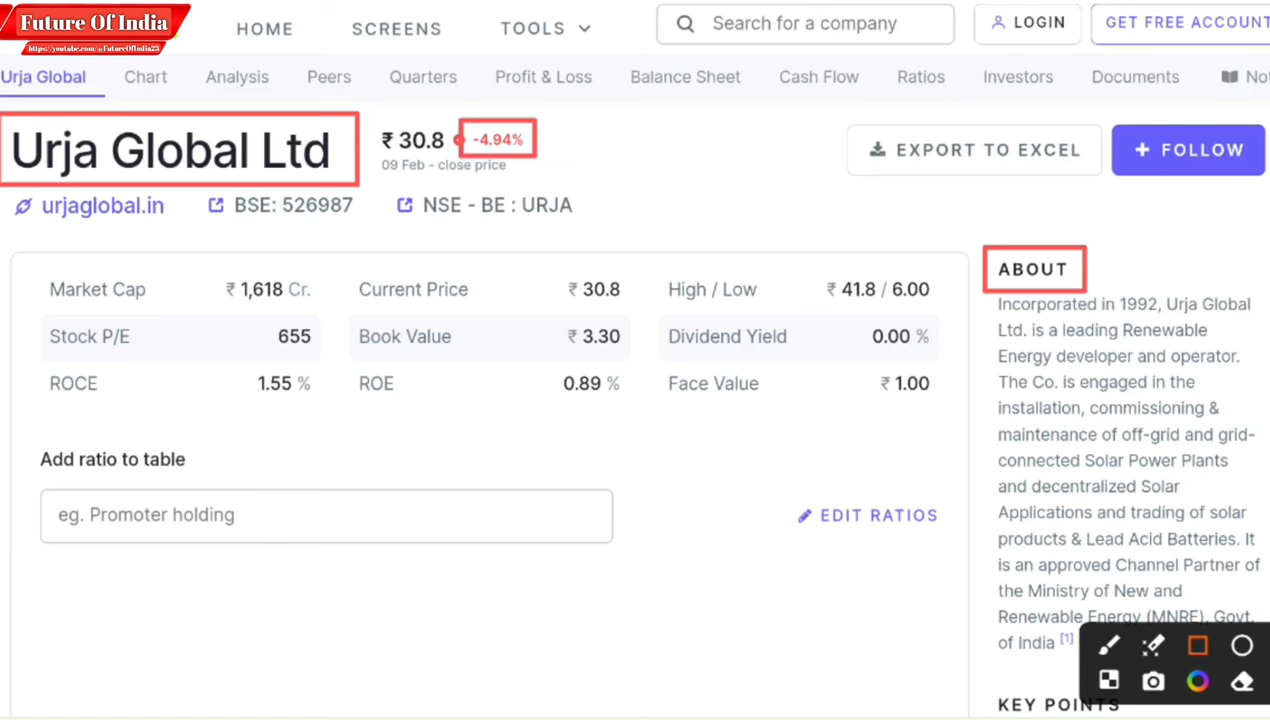 Future Of India
https://youtube.com/@FutureOfIndia23
HOME SCREENS TOOLS
Search for a company
LOGIN
GET FREE ACCOUNT
Urja Global Chart Analysis Peers Quarters Profit & Loss Balance Sheet Cash Flow Ratios Investors Documents
Urja Global Ltd
₹ 30.8 -4.94%
09 Feb - close price
EXPORT TO EXCEL
+ FOLLOW
urjaglobal.in BSE: 526987 NSE - BE : URJA
Market Cap ₹ 1,618 Cr. Current Price ₹ 30.8 High / Low ₹ 41.8 / 6.00
Stock P/E 655 Book Value ₹ 3.30 Dividend Yield 0.00 %
ROCE 1.55 % ROE 0.89 % Face Value ₹ 1.00
Add ratio to table
eg. Promoter holding
EDIT RATIOS
ABOUT
Incorporated in 1992, Urja Global
Ltd. is a leading Renewable
Energy developer and operator.
The Co. is engaged in the
installation, commissioning &
maintenance of off-grid and grid-
connected Solar Power Plants
and decentralized Solar
Applications and trading of solar
products & Lead Acid Batteries. It
is an approved Channel Partner of
the Ministry of New and
Renewable Energy (MNRE), Govt.
of India [1]
KEY POINTS